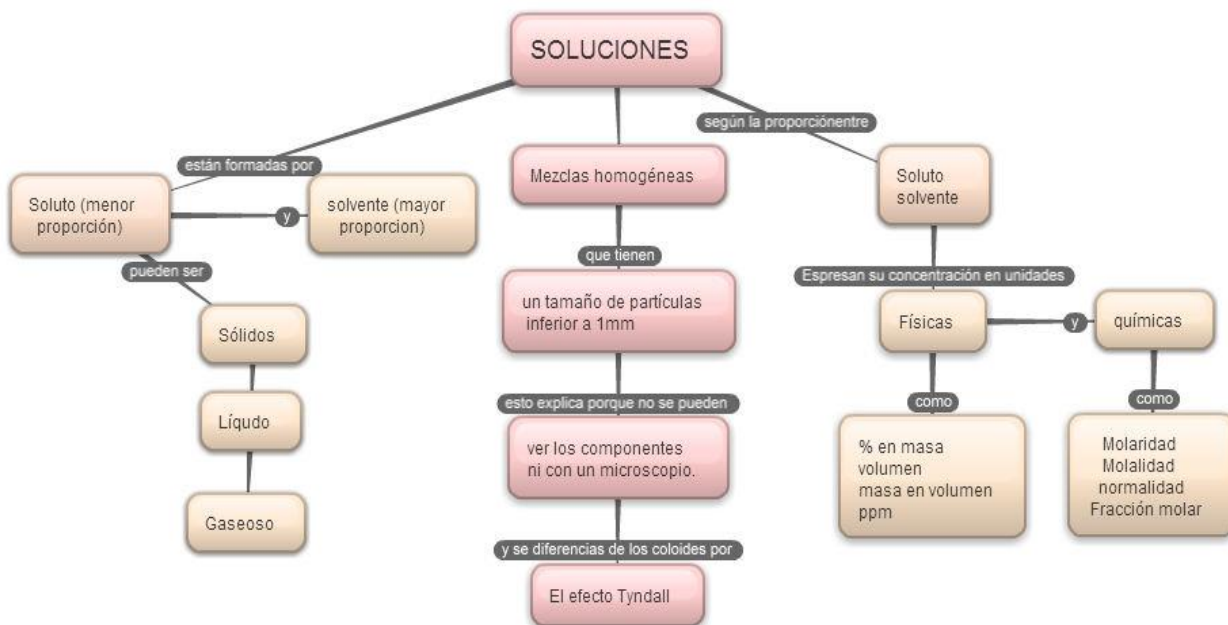 SOLUCIONES
están formadas por
Soluto (menor
proporción)
y
solvente (mayor
proporcion)
pueden ser
Sólidos
Líqudo
Gaseoso
Mezclas homogéneas
que tienen
un tamaño de partículas
inferior a 1mm
esto explica porque no se pueden
ver los componentes
ni con un microscopio.
y se diferencias de los coloides por
El efecto Tyndall
según la proporciónentre
Soluto
solvente
Espresan su concentración en unidades
Físicas
y
químicas
como
% en masa
volumen
masa en volumen
ppm
como
Molaridad
Molalidad
normalidad
Fracción molar